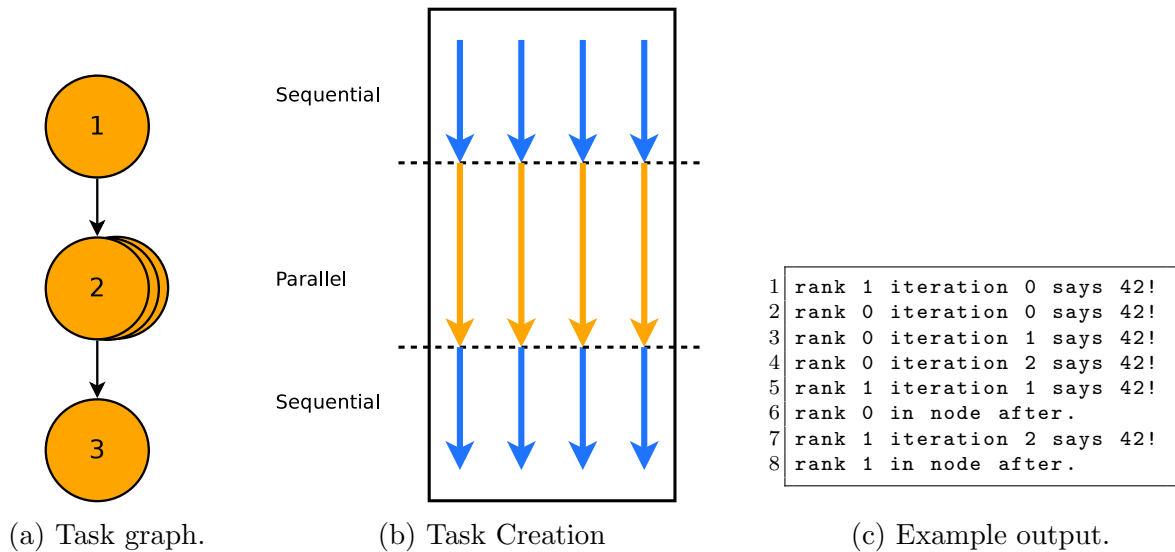 1
2
3
(a) Task graph.
Sequential
Parallel
Sequential
(b) Task Creation
1 rank 1 iteration 0 says 42!
2 rank 0 iteration 0 says 42!
3 rank 0 iteration 1 says 42!
4 rank 0 iteration 2 says 42!
5 rank 1 iteration 1 says 42!
6 rank 0 in node after.
7 rank 1 iteration 2 says 42!
8 rank 1 in node after.
(c) Example output.